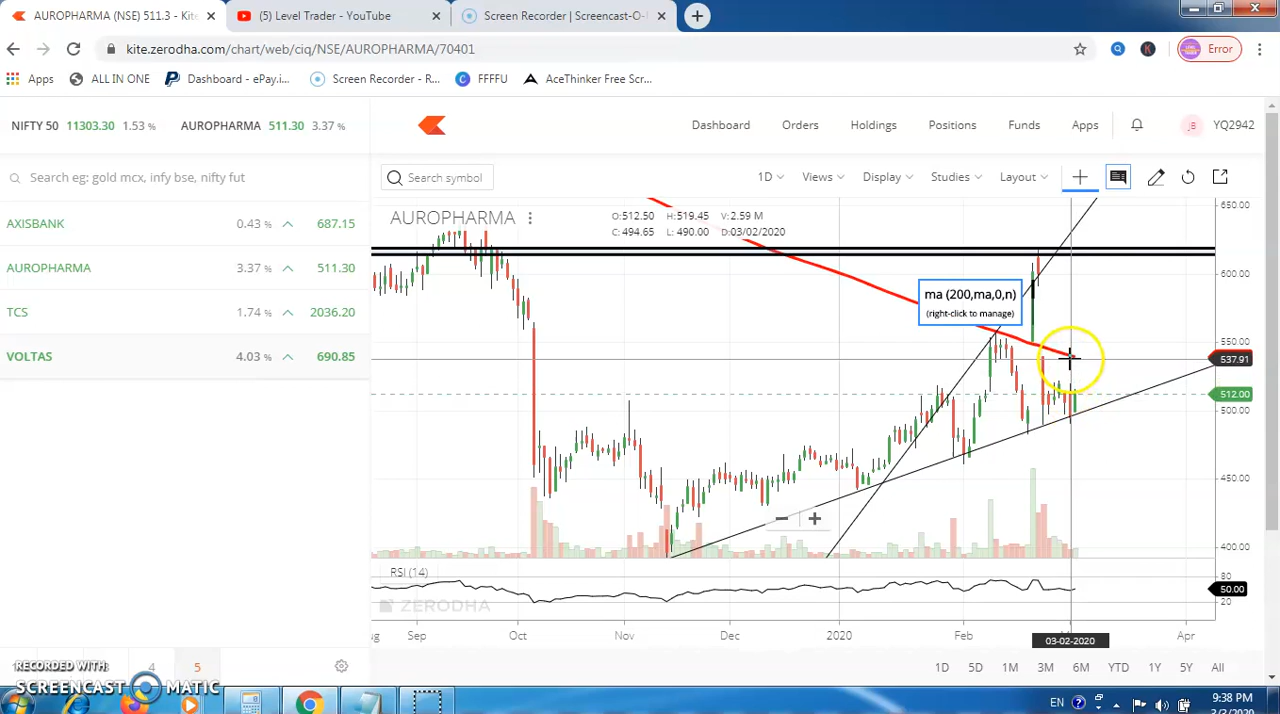 AUROPHARMA (NSE) 511.3 - Kite
(5) Level Trader - YouTube
Screen Recorder Screencast-O-
kite.zerodha.com/chart/web/ciq/NSE/AUROPHARMA/70401
K
Error
Apps
ALL IN ONE
Dashboard - ePay.i...
Screen Recorder - R...
C
FFFFU
AceThinker Free Scr...
NIFTY 50 11303.30 1.53 %
AUROPHARMA 511.30 3.37 %
Dashboard
Orders
Holdings
Positions
Funds
Apps
JB
YQ2942
Search eg: infy bse, nifty fut, gold mcx
Search symbol
1D
Views
Display
Studies
Layout
AXISBANK 0.43 % 687.15
AUROPHARMA 3.37 % 511.30
TCS 1.74 % 2036.20
VOLTAS 4.03 % 690.85
AUROPHARMA
O:512.50 H:519.45 V:2.59 M
C: 494.65 L: 490.00 D:03/02/2020
ma (200,ma,0,n)
(right-click to manage)
650.00
600.00
550.00
537.91
512.00
500.00
450.00
400.00
RSI (14)
80
50.00
20
ZERODHA
Sep
Oct
Nov
Dec
2020
Feb
Apr
03-02-2020
1D
5D
1M
3M
6M
YTD
1Y
5Y
All
4
5
RECORDED WITH
SCREENCAST MATIC
EN
9:38 PM